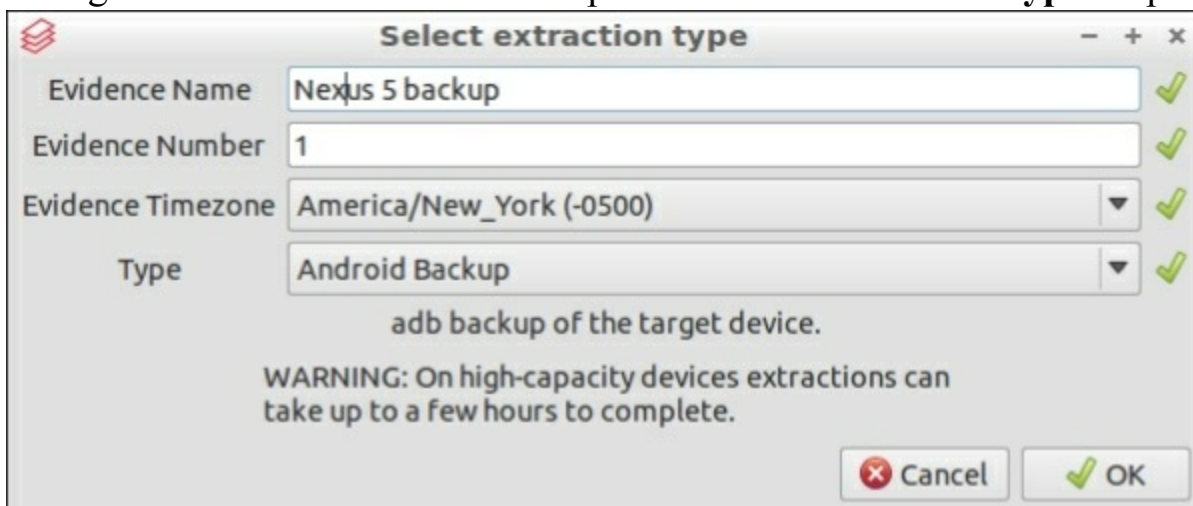 Select extraction type
Evidence Name Nexus 5 backup
Evidence Number 1
Evidence Timezone America/New_York (-0500)
Type Android Backup
adb backup of the target device.
WARNING: On high-capacity devices extractions can
take up to a few hours to complete.
Cancel OK